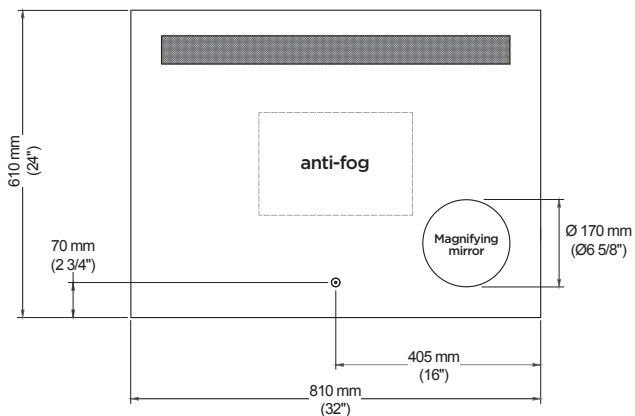 610 mm
(24")
anti-fog
70 mm
(2 3/4")
Magnifying
mirror
Ø 170 mm
(Ø6 5/8")
405 mm
(16")
810 mm
(32")